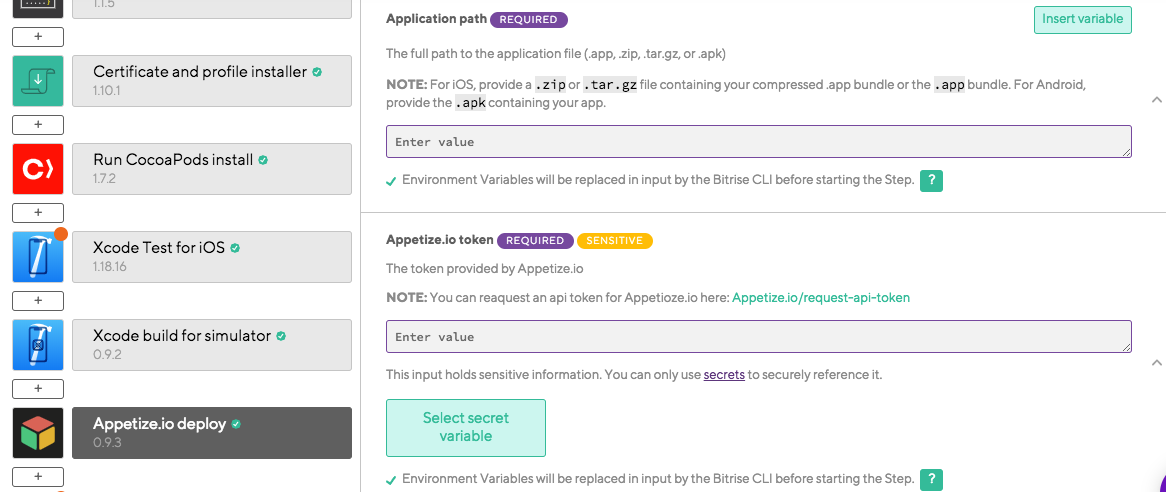 1.1.5
+
Certificate and profile installer
1.10.1
+
Run CocoaPods install
1.7.2
+
Xcode Test for iOS
1.18.16
+
Xcode build for simulator
0.9.2
+
Appetize.io deploy
0.9.3
+
Application path REQUIRED
Insert variable
The full path to the application file (.app, .zip, .tar.gz, or .apk)
NOTE: For iOS, provide a .zip or .tar.gz file containing your compressed .app bundle or the .app bundle. For Android,
provide the .apk containing your app.
Enter value
Environment Variables will be replaced in input by the Bitrise CLI before starting the Step. ?
Appetize.io token REQUIRED SENSITIVE
The token provided by Appetize.io
NOTE: You can reaquest an api token for Appetioze.io here: Appetize.io/request-api-token
Enter value
This input holds sensitive information. You can only use secrets to securely reference it.
Select secret
variable
Environment Variables will be replaced in input by the Bitrise CLI before starting the Step. ?